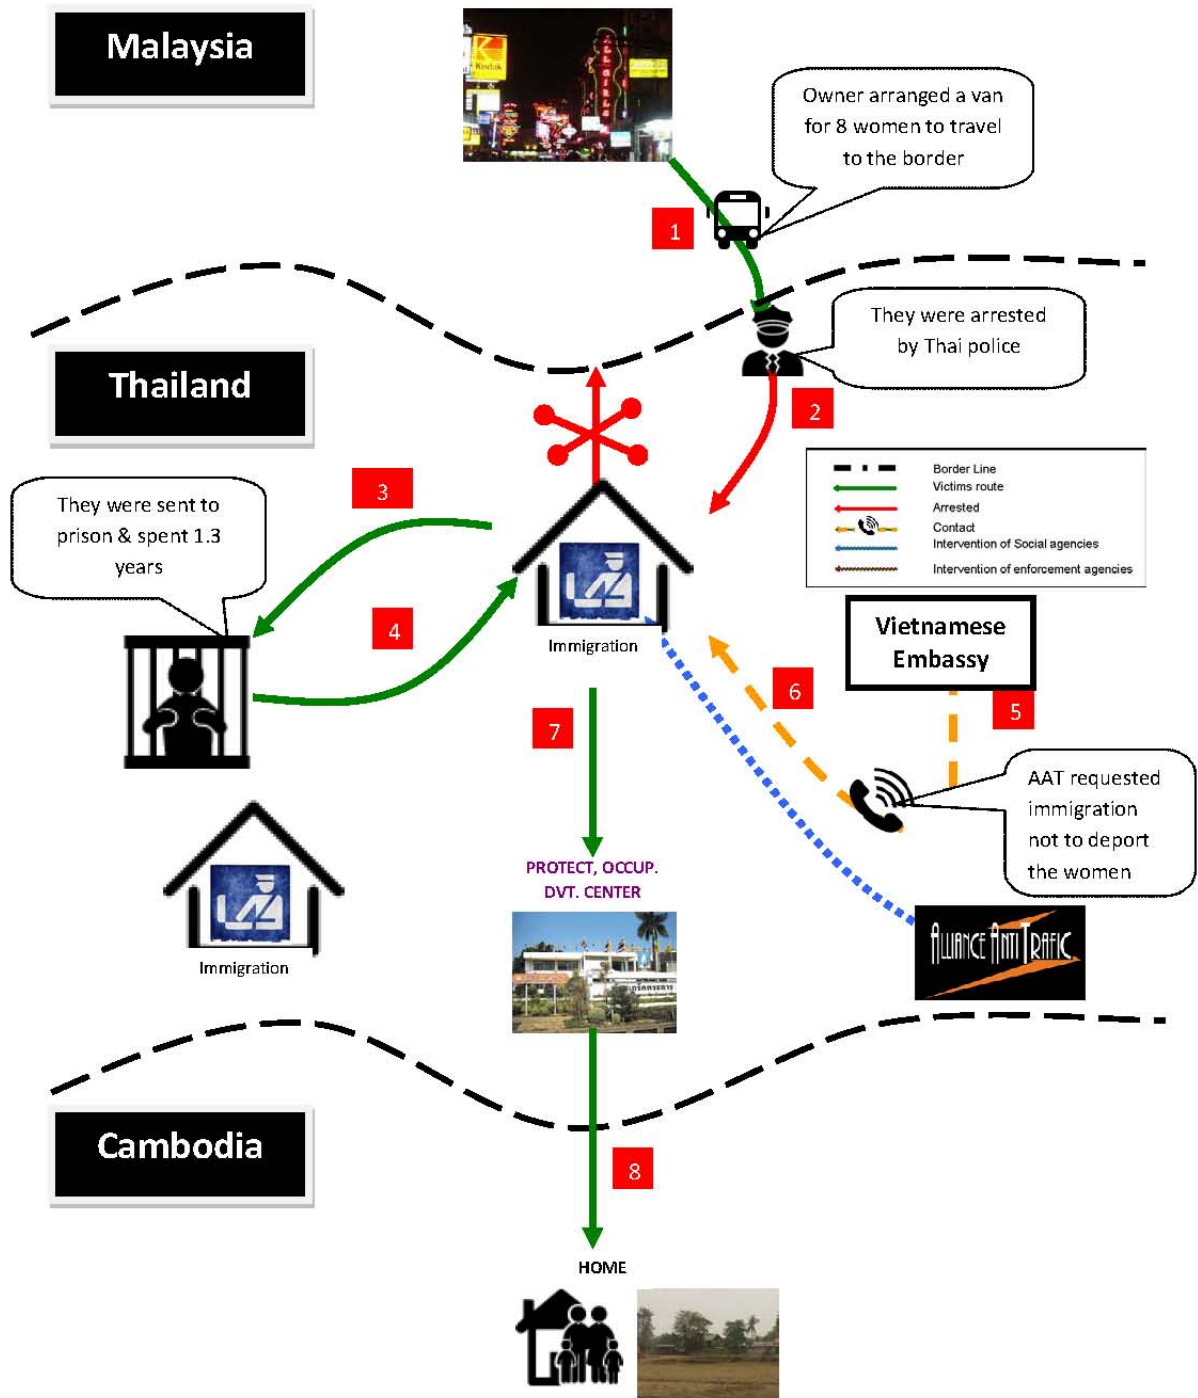 Malaysia
Kodak
ALL GIRLS
Owner arranged a van
for 8 women to travel
to the border
1
They were arrested
by Thai police
Thailand
2
Border Line
Victims route
Arrested
Contact
Intervention of Social agencies
Intervention of enforcement agencies
They were sent to
prison & spent 1.3
years
3
4
Immigration
Vietnamese
Embassy
5
6
7
AAT requested
immigration
not to deport
the women
PROTECT, OCCUP.
DVT. CENTER
Immigration
ALLIANCE ANTI TRAFIC
Cambodia
8
HOME